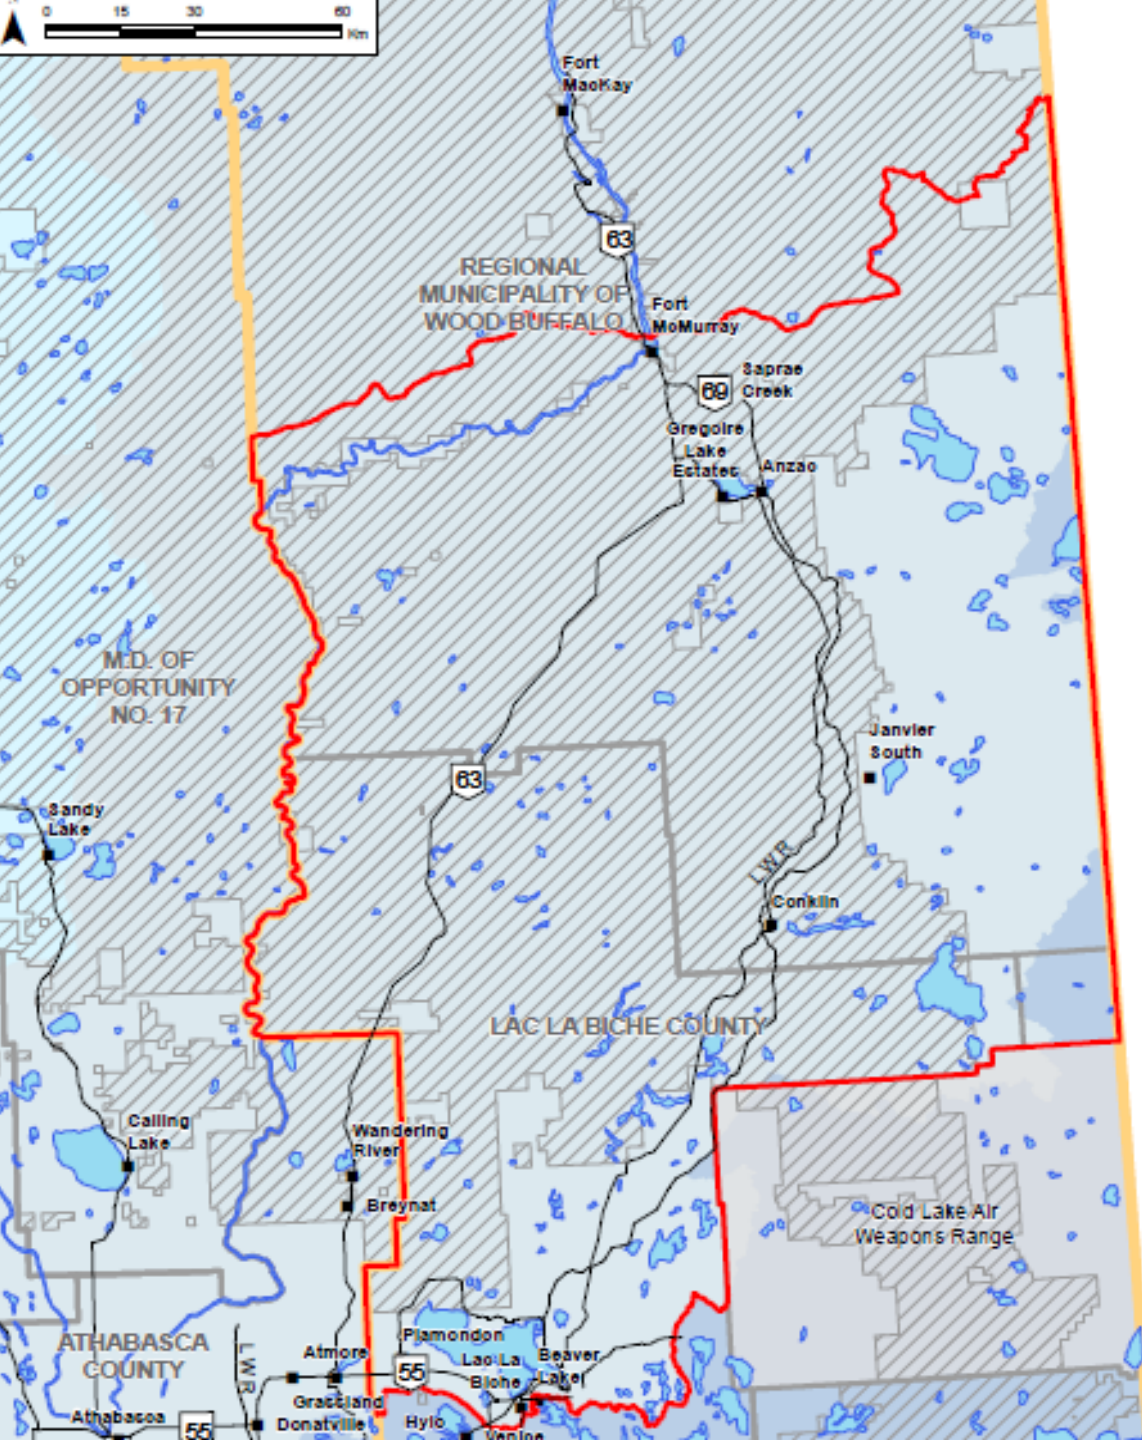 0 15 30 60
Km
Fort
MacKay
63
REGIONAL
MUNICIPALITY OF
WOOD BUFFALO
Fort
McMurray
69
Saprae
Creek
Gregoire
Lake
Estates
Anzac
M.D. OF
OPPORTUNITY
NO. 17
Janvier
South
63
Sandy
Lake
LWR
Conklin
LAC LA BICHE COUNTY
Calling
Lake
Wandering
River
Breynat
Cold Lake Air
Weapons Range
ATHABASCA
COUNTY
LWR
Plamondon
Atmore
55
Lac La
Biche
Beaver
Lake
Grassland
Donatville
Athabasca
55
Hylo
Venice